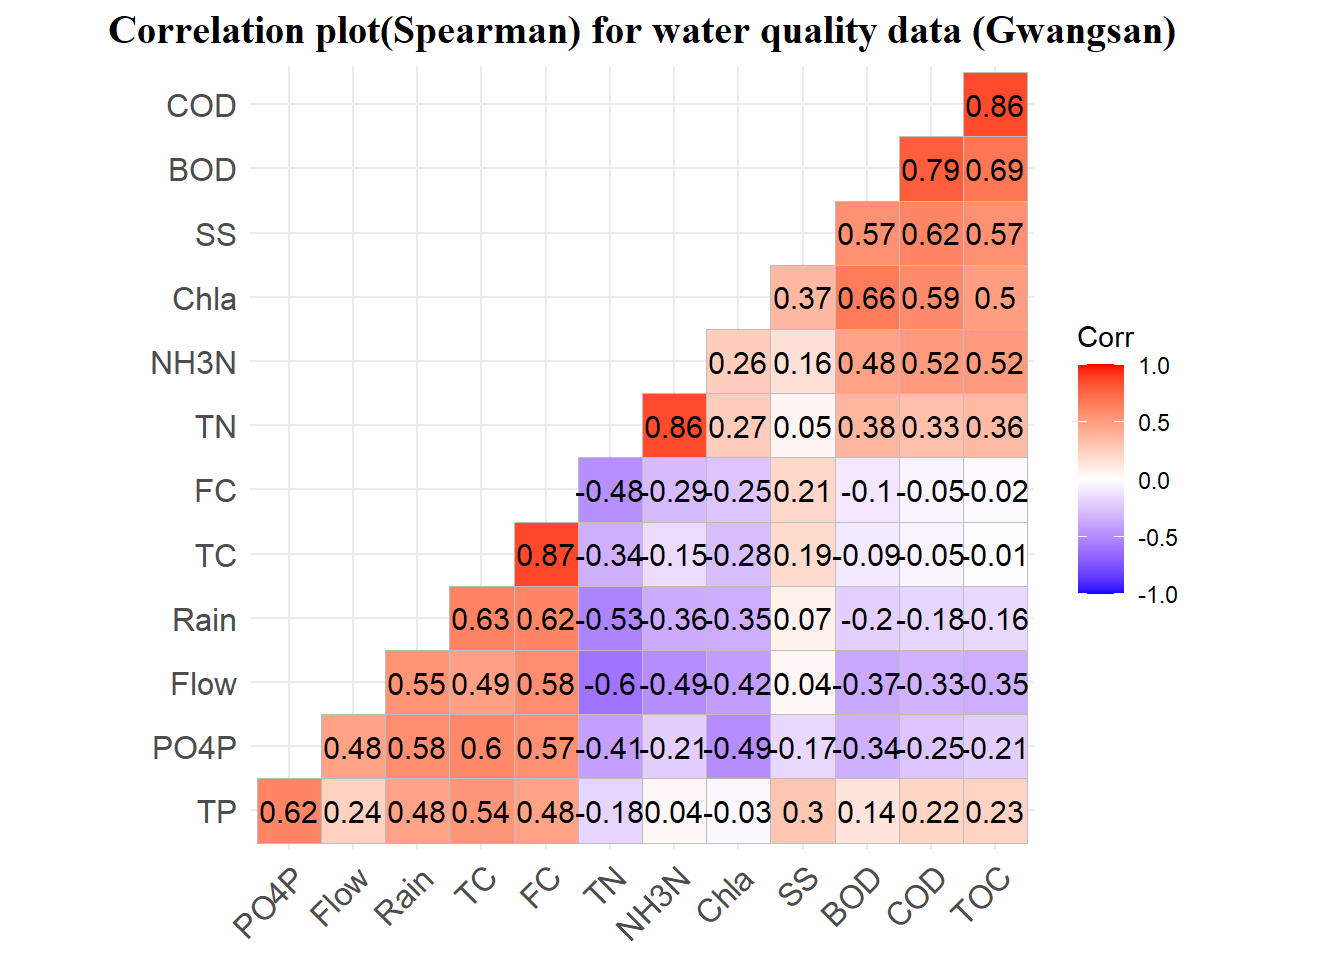 Correlation plot(Spearman) for water quality data (Gwangsan)
COD 0.86
BOD 0.79 0.69
SS 0.57 0.62 0.57
Chla 0.37 0.66 0.59 0.5
NH3N 0.26 0.16 0.48 0.52 0.52
TN 0.86 0.27 0.05 0.38 0.33 0.36
FC -0.48 -0.29 -0.25 0.21 -0.1 -0.05 -0.02
TC 0.87 -0.34 -0.15 -0.28 0.19 -0.09 -0.05 -0.01
Rain 0.63 0.62 -0.53 -0.36 -0.35 0.07 -0.2 -0.18 -0.16
Flow 0.55 0.49 0.58 -0.6 -0.49 -0.42 0.04 -0.37 -0.33 -0.35
PO4P 0.48 0.58 0.6 0.57 -0.41 -0.21 -0.49 -0.17 -0.34 -0.25 -0.21
TP 0.62 0.24 0.48 0.54 0.48 -0.18 0.04 -0.03 0.3 0.14 0.22 0.23
PO4P Flow Rain TC FC TN NH3N Chla SS BOD COD TOC
Corr
1.0
0.5
0.0
-0.5
-1.0